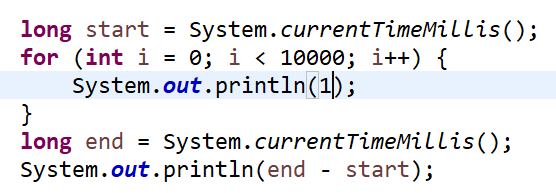 long start = System.currentTimeMillis();
for (int i = 0; i < 10000; i++) {
    System.out.println(1);
}
long end = System.currentTimeMillis();
System.out.println(end - start);